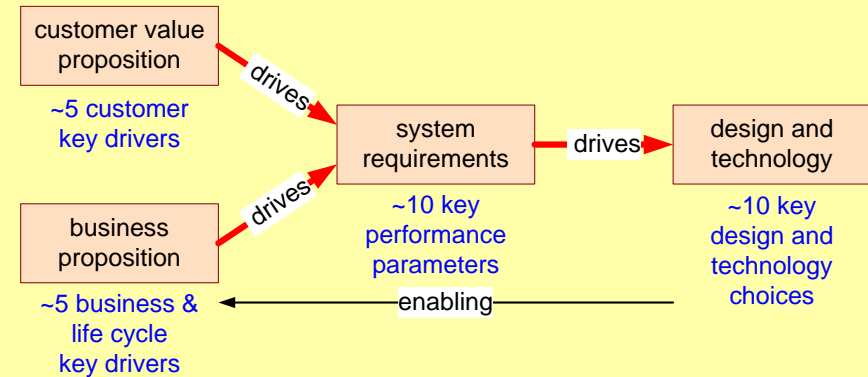 customer value
proposition
~5 customer
key drivers
drives
business
proposition
~5 business &
life cycle
key drivers
drives
system
requirements
~10 key
performance
parameters
drives
design and
technology
~10 key
design and
technology
choices
enabling